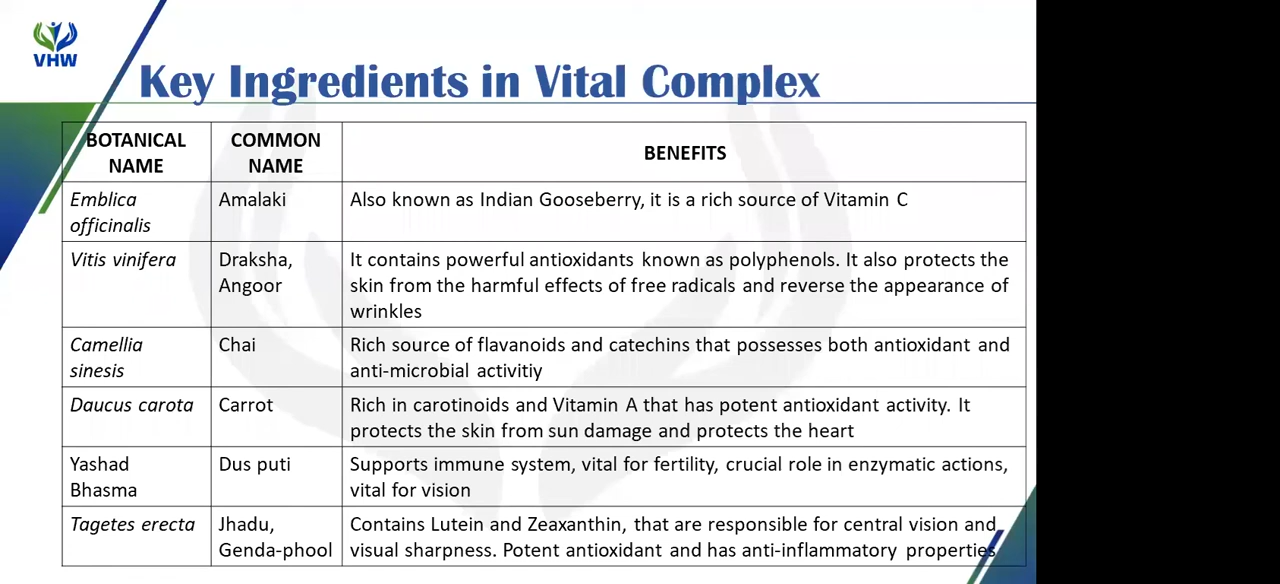 VHW
Key Ingredients in Vital Complex
BOTANICAL
NAME
COMMON
NAME
BENEFITS
Emblica
officinalis
Amalaki
Also known as Indian Gooseberry, it is a rich source of Vitamin C
Vitis vinifera
Draksha,
Angoor
It contains powerful antioxidants known as polyphenols. It also protects the
skin from the harmful effects of free radicals and reverse the appearance of
wrinkles
Camellia
sinesis
Chai
Rich source of flavanoids and catechins that possesses both antioxidant and
anti-microbial activitiy
Daucus carota
Carrot
Rich in carotinoids and Vitamin A that has potent antioxidant activity. It
protects the skin from sun damage and protects the heart
Yashad
Bhasma
Dus puti
Supports immune system, vital for fertility, crucial role in enzymatic actions,
vital for vision
Tagetes erecta
Jhadu,
Genda-phool
Contains Lutein and Zeaxanthin, that are responsible for central vision and
visual sharpness. Potent antioxidant and has anti-inflammatory properties